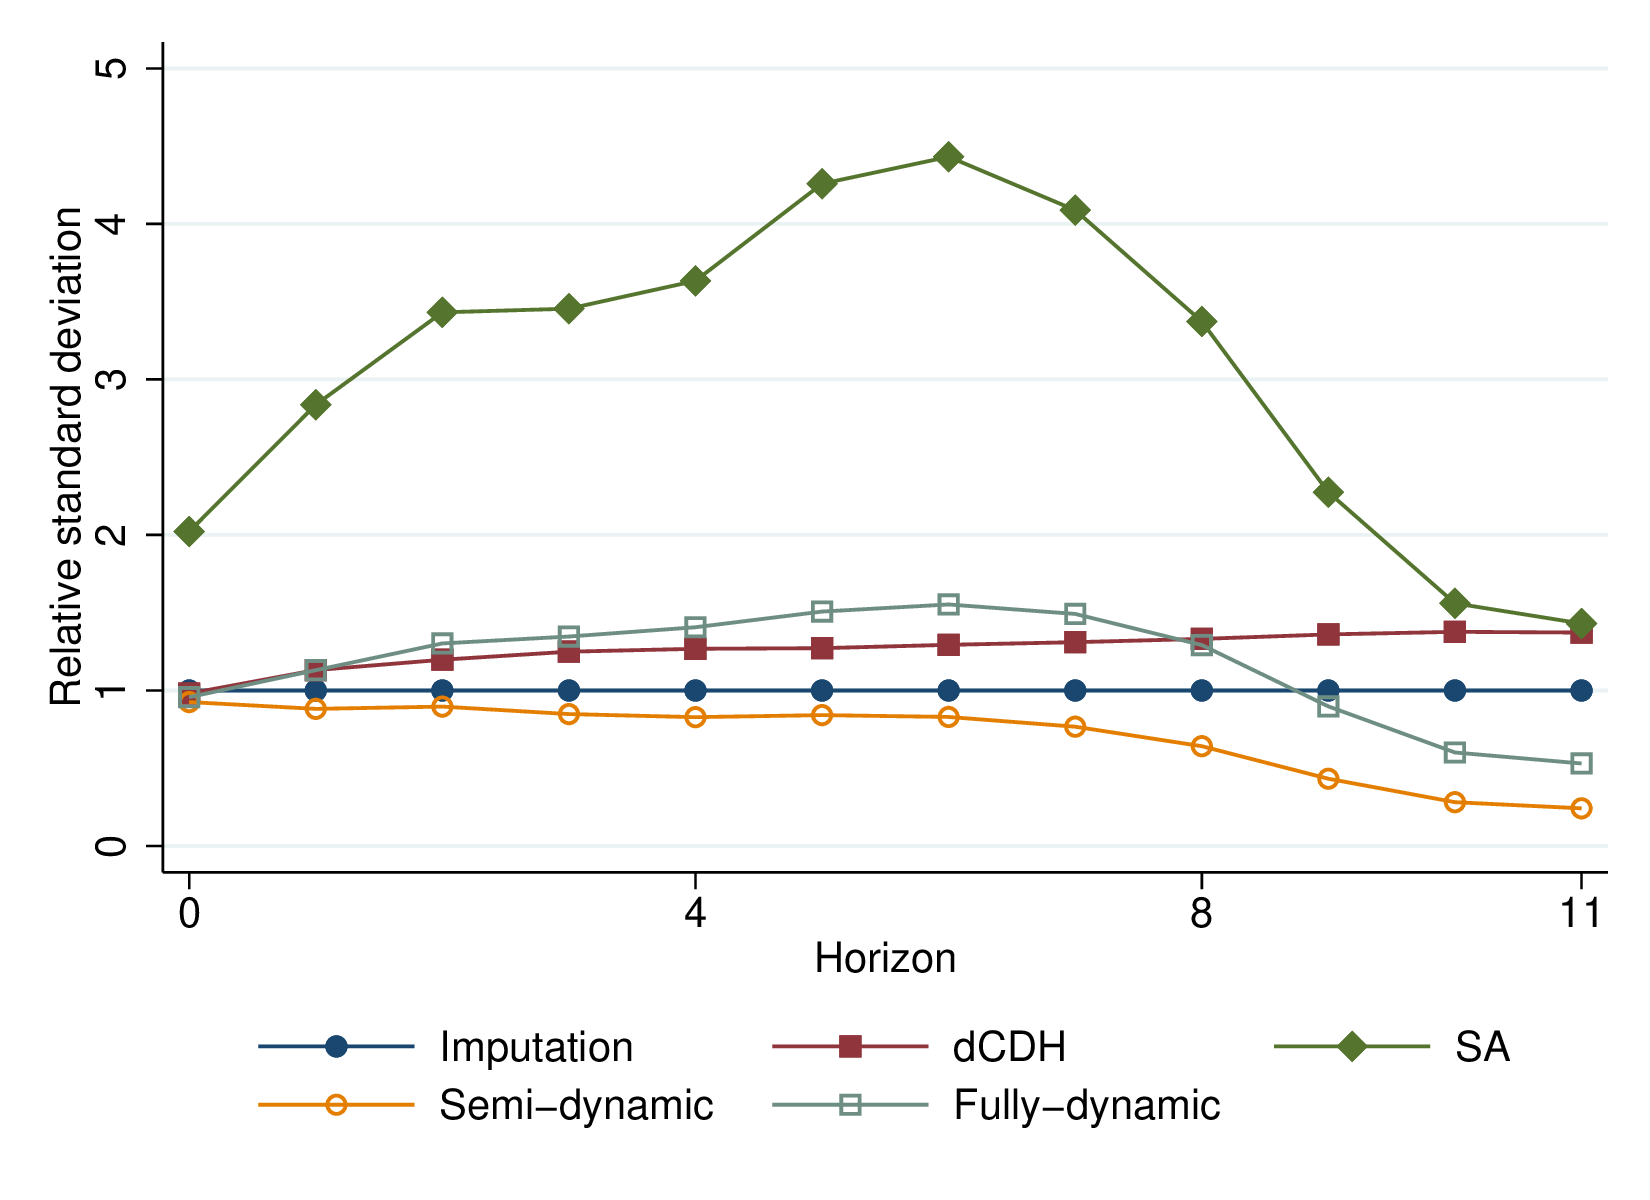 Relative standard deviation
5
4
3
2
1
0
0 4 8 11
Horizon
Imputation dCDH SA
Semi−dynamic Fully−dynamic